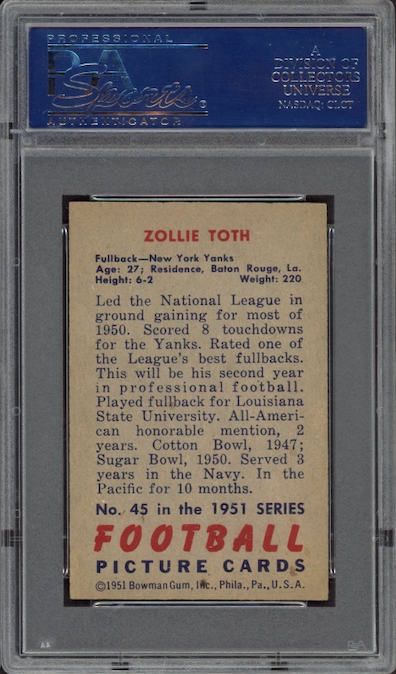 PROFESSIONAL
PSA
Sports®
AUTHENTICATOR
A
DIVISION OF
COLLECTORS
UNIVERSE
NASDAQ: CLCT
ZOLLIE TOTH
Fullback—New York Yanks
Age: 27; Residence, Baton Rouge, La.
Height: 6-2 Weight: 220
Led the National League in
ground gaining for most of
1950. Scored 8 touchdowns
for the Yanks. Rated one of
the League's best fullbacks.
This will be his second year
in professional football.
Played fullback for Louisiana
State University. All-Ameri-
can honorable mention, 2
years. Cotton Bowl, 1947;
Sugar Bowl, 1950. Served 3
years in the Navy. In the
Pacific for 10 months.
No. 45 in the 1951 SERIES
FOOTBALL
PICTURE CARDS
©1951 Bowman Gum, Inc., Phila., Pa., U.S.A.